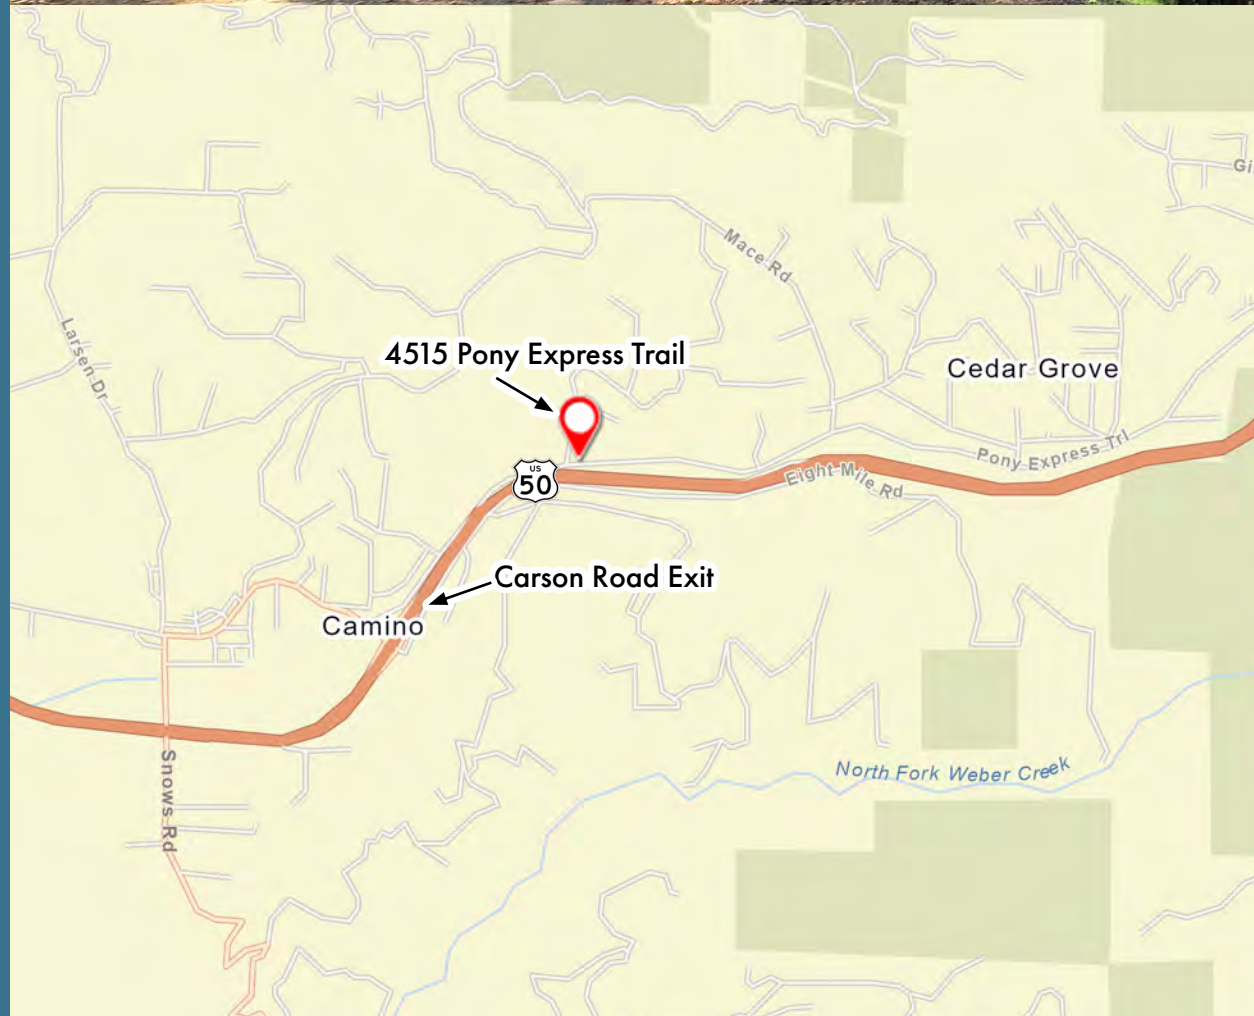 Gi
Mace Rd
Larsen Dr
4515 Pony Express Trail
Cedar Grove
Pony Express Trl
US
50
Eight Mile Rd
Carson Road Exit
Camino
Snows Rd
North Fork Weber Creek